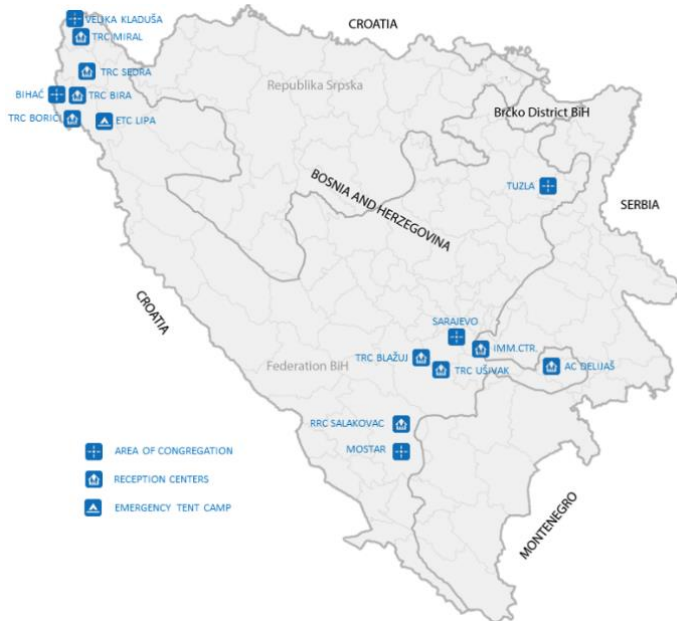 CROATIA
VELIKA KLADUŠA
TRC MIRAL
TRC SEDRA
Republika Srpska
BIHAĆ
TRC BIRA
TRC BORIĆI
ETC LIPA
Brčko District BiH
BOSNIA AND HERZEGOVINA
TUZLA
SERBIA
CROATIA
SARAJEVO
IMM.CTR.
TRC BLAŽUJ
Federation BiH
TRC UŠIVAK
AC DELIJAŠ
RRC SALAKOVAC
MOSTAR
AREA OF CONGREGATION
RECEPTION CENTERS
EMERGENCY TENT CAMP
MONTENEGRO